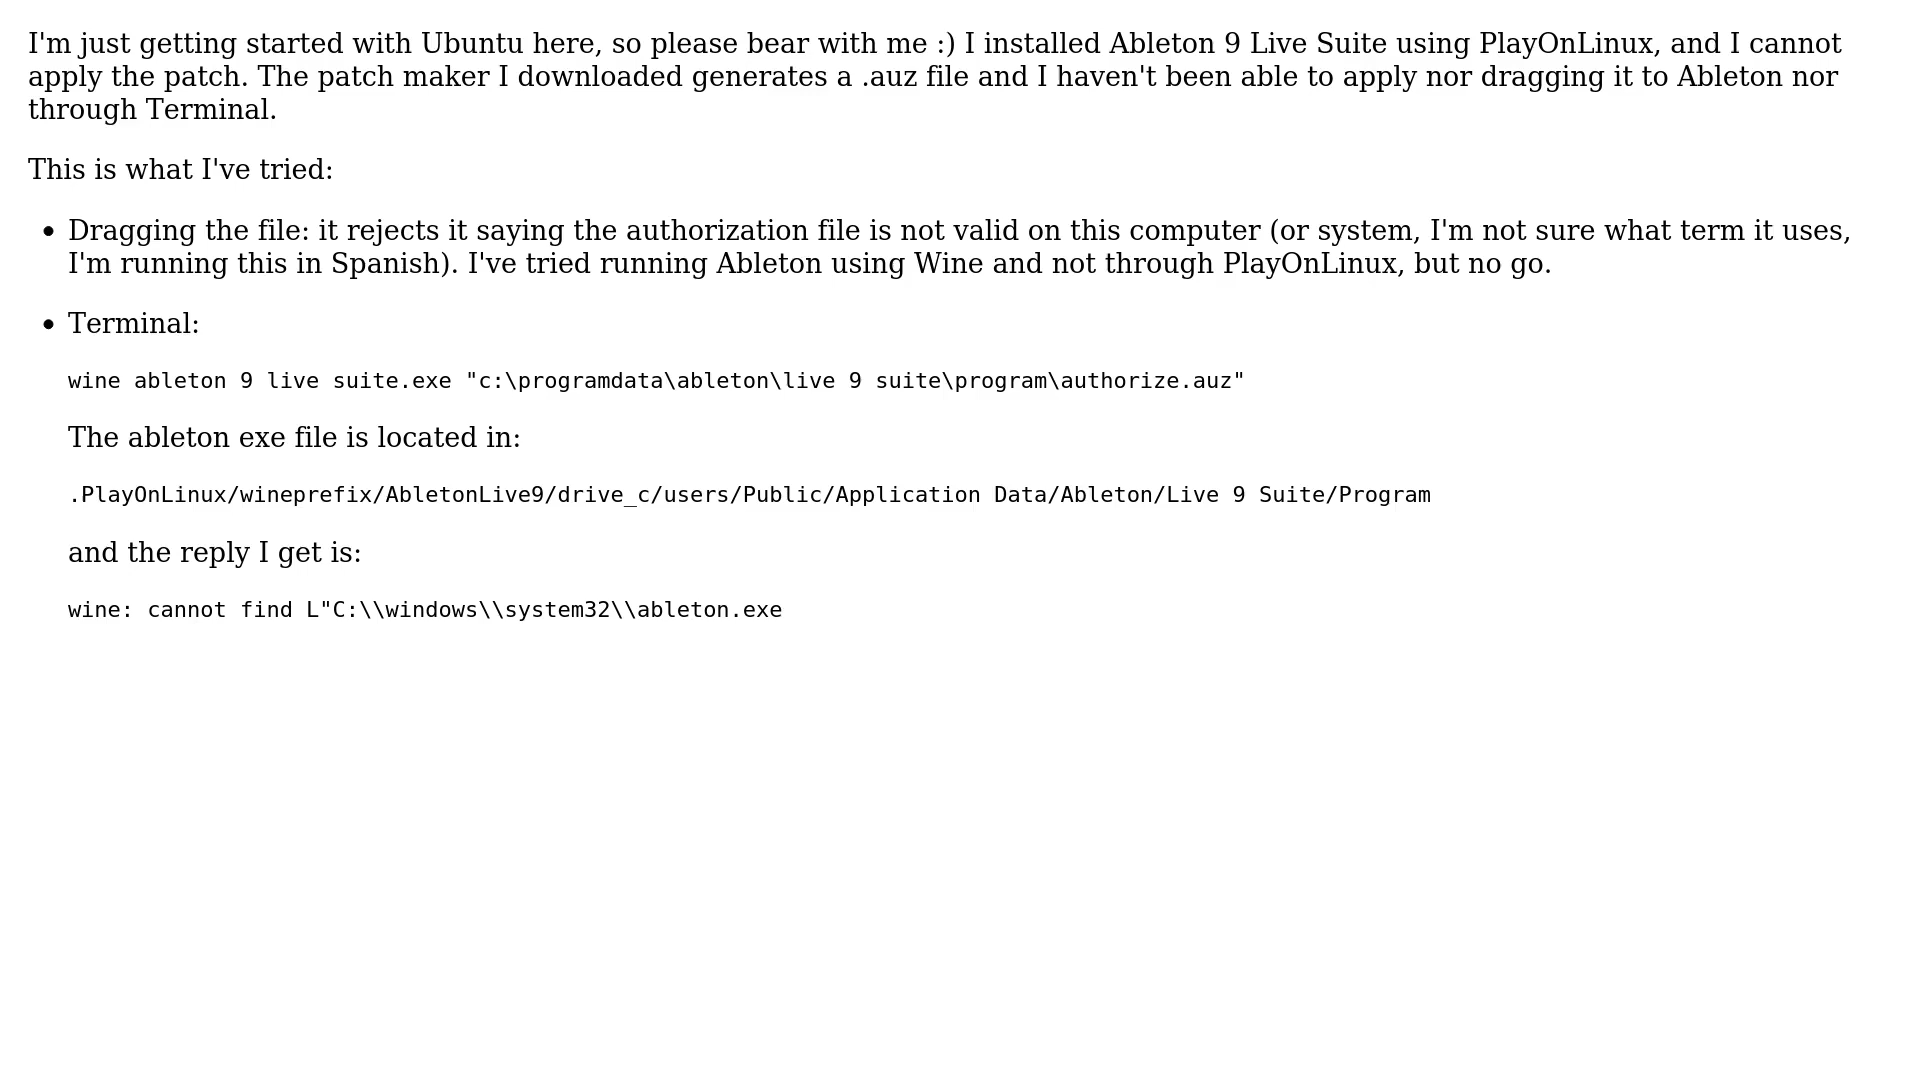 I'm just getting started with Ubuntu here, so please bear with me :) I installed Ableton 9 Live Suite using PlayOnLinux, and I cannot
apply the patch. The patch maker I downloaded generates a .auz file and I haven't been able to apply nor dragging it to Ableton nor
through Terminal.
This is what I've tried:
• Dragging the file: it rejects it saying the authorization file is not valid on this computer (or system, I'm not sure what term it uses,
I'm running this in Spanish). I've tried running Ableton using Wine and not through PlayOnLinux, but no go.
• Terminal:
wine ableton 9 live suite.exe "c:\programdata\ableton\live 9 suite\program\authorize.auz"
The ableton exe file is located in:
.PlayOnLinux/wineprefix/AbletonLive9/drive_c/users/Public/Application Data/Ableton/Live 9 Suite/Program
and the reply I get is:
wine: cannot find L"C:\\windows\\system32\\ableton.exe